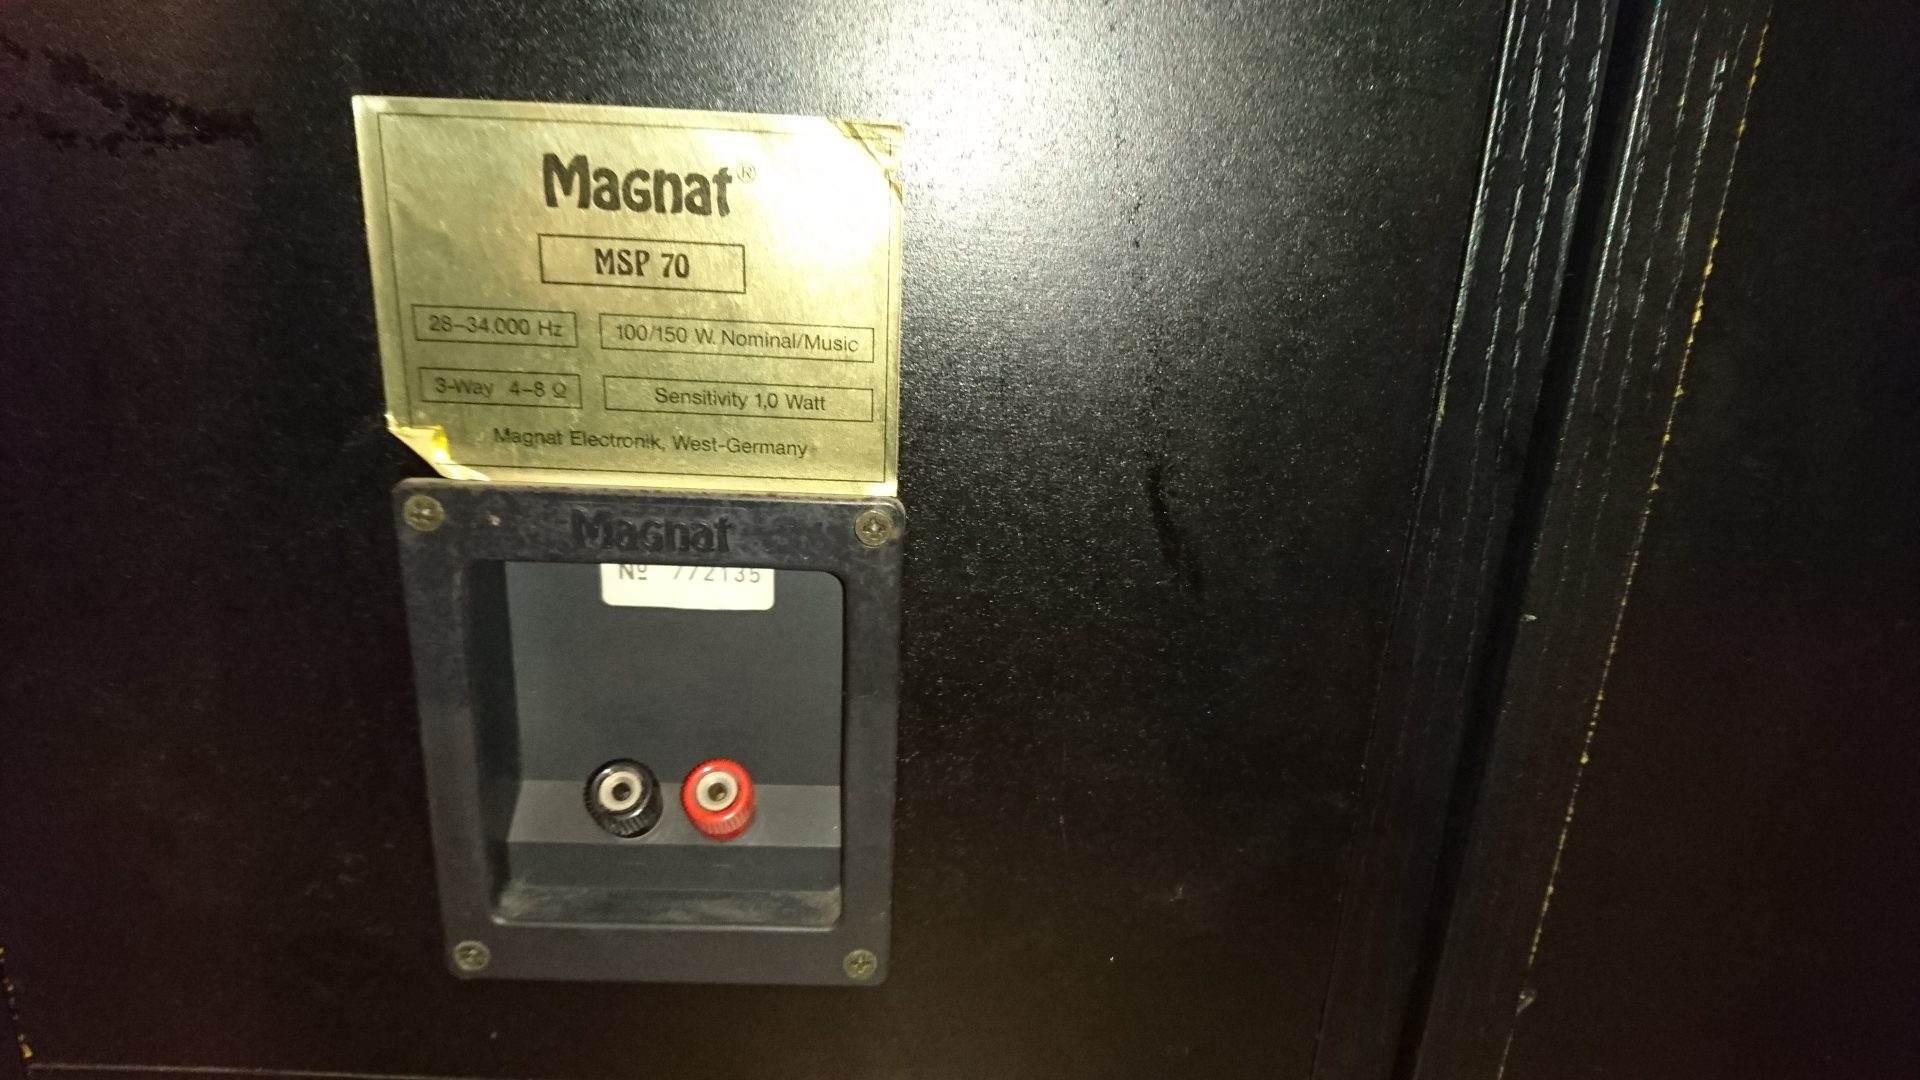 Magnat®
MSP 70
28–34.000 Hz
100/150 W. Nominal/Music
3-Way 4–8 Ω
Sensitivity 1,0 Watt
Magnat Electronik, West-Germany
Magnat
Nº 772135